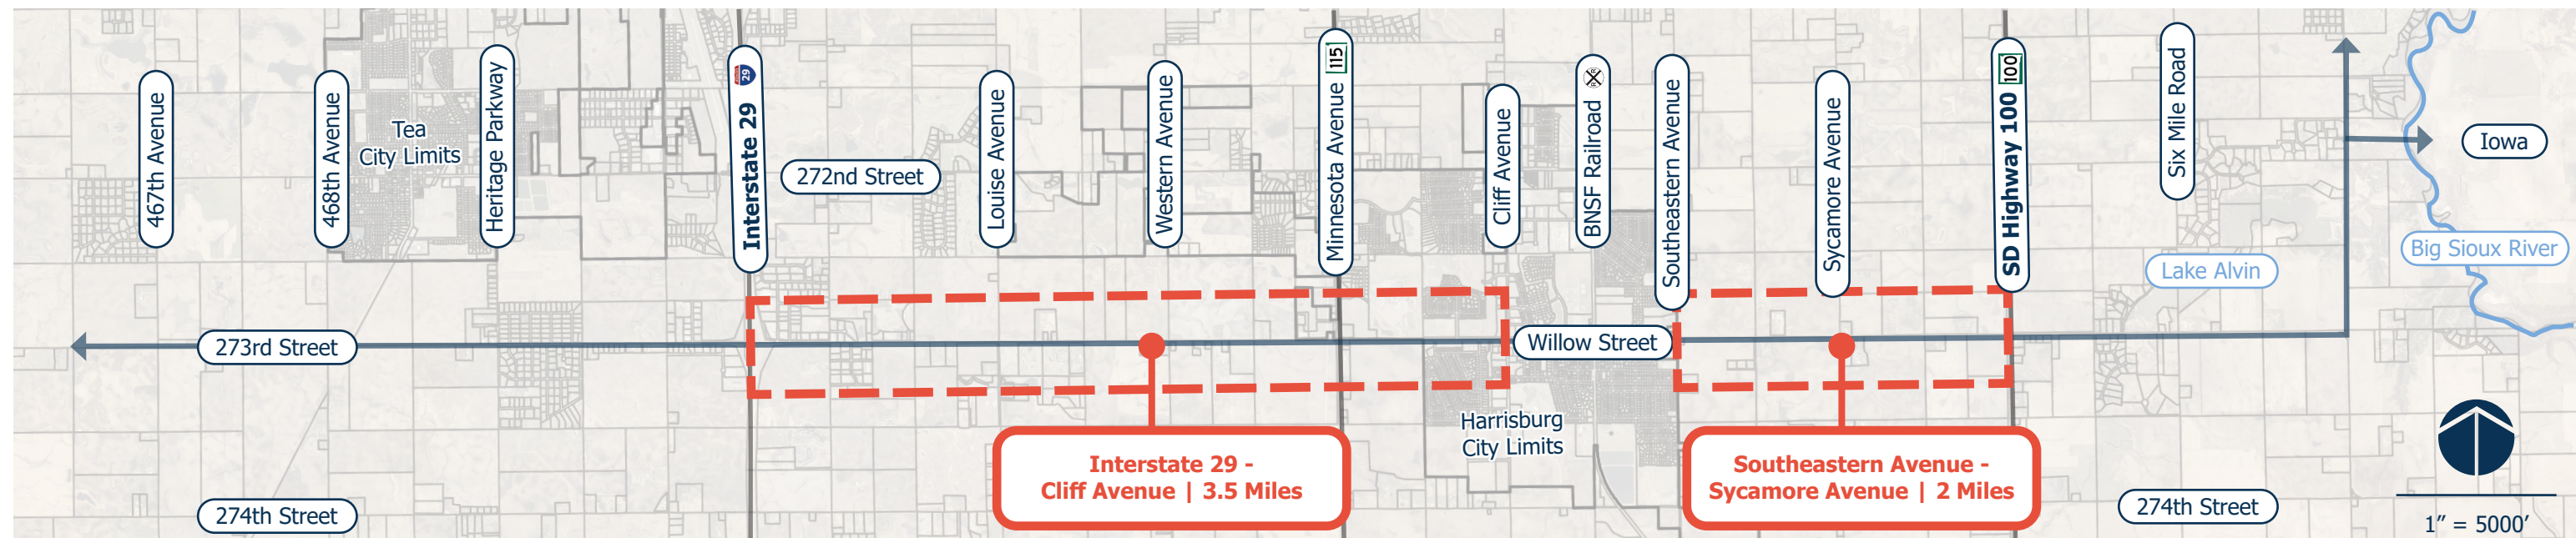 467th Avenue
468th Avenue
Tea
City Limits
Heritage Parkway
Interstate 29
29
272nd Street
Louise Avenue
Western Avenue
Minnesota Avenue
115
Cliff Avenue
BNSF Railroad
Southeastern Avenue
Sycamore Avenue
SD Highway 100
100
Six Mile Road
Iowa
Big Sioux River
Lake Alvin
273rd Street
Willow Street
Harrisburg
City Limits
Interstate 29 -
Cliff Avenue | 3.5 Miles
Southeastern Avenue -
Sycamore Avenue | 2 Miles
274th Street
274th Street
1” = 5000’